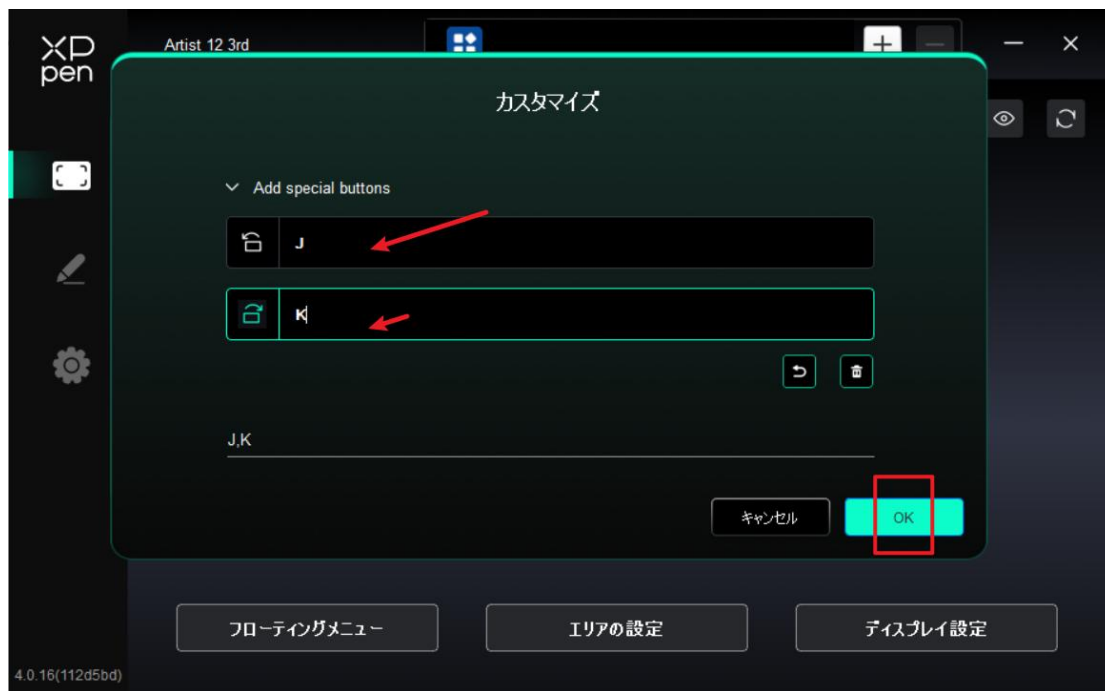 XP
pen
Artist 12 3rd
カスタマイズ
Add special buttons
J
K
J,K
キャンセル
OK
フローティングメニュー
エリアの設定
ディスプレイ設定
4.0.16(112d5bd)